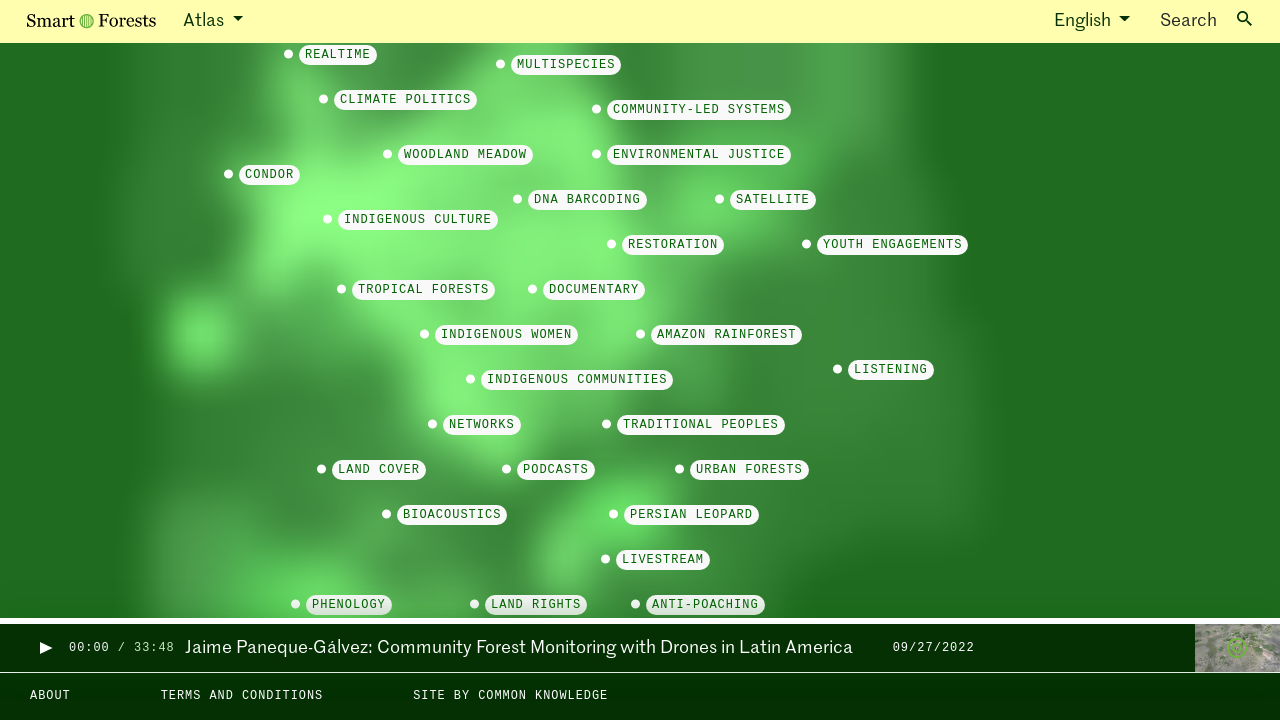 Smart Forests
Atlas
English
Search
REALTIME
MULTISPECIES
CLIMATE POLITICS
COMMUNITY-LED SYSTEMS
WOODLAND MEADOW
ENVIRONMENTAL JUSTICE
CONDOR
DNA BARCODING
SATELLITE
INDIGENOUS CULTURE
RESTORATION
YOUTH ENGAGEMENTS
TROPICAL FORESTS
DOCUMENTARY
INDIGENOUS WOMEN
AMAZON RAINFOREST
LISTENING
INDIGENOUS COMMUNITIES
NETWORKS
TRADITIONAL PEOPLES
LAND COVER
PODCASTS
URBAN FORESTS
BIOACOUSTICS
PERSIAN LEOPARD
LIVESTREAM
PHENOLOGY
LAND RIGHTS
ANTI-POACHING
00:00 / 33:48 Jaime Paneque-Gálvez: Community Forest Monitoring with Drones in Latin America 09/27/2022
ABOUT
TERMS AND CONDITIONS
SITE BY COMMON KNOWLEDGE